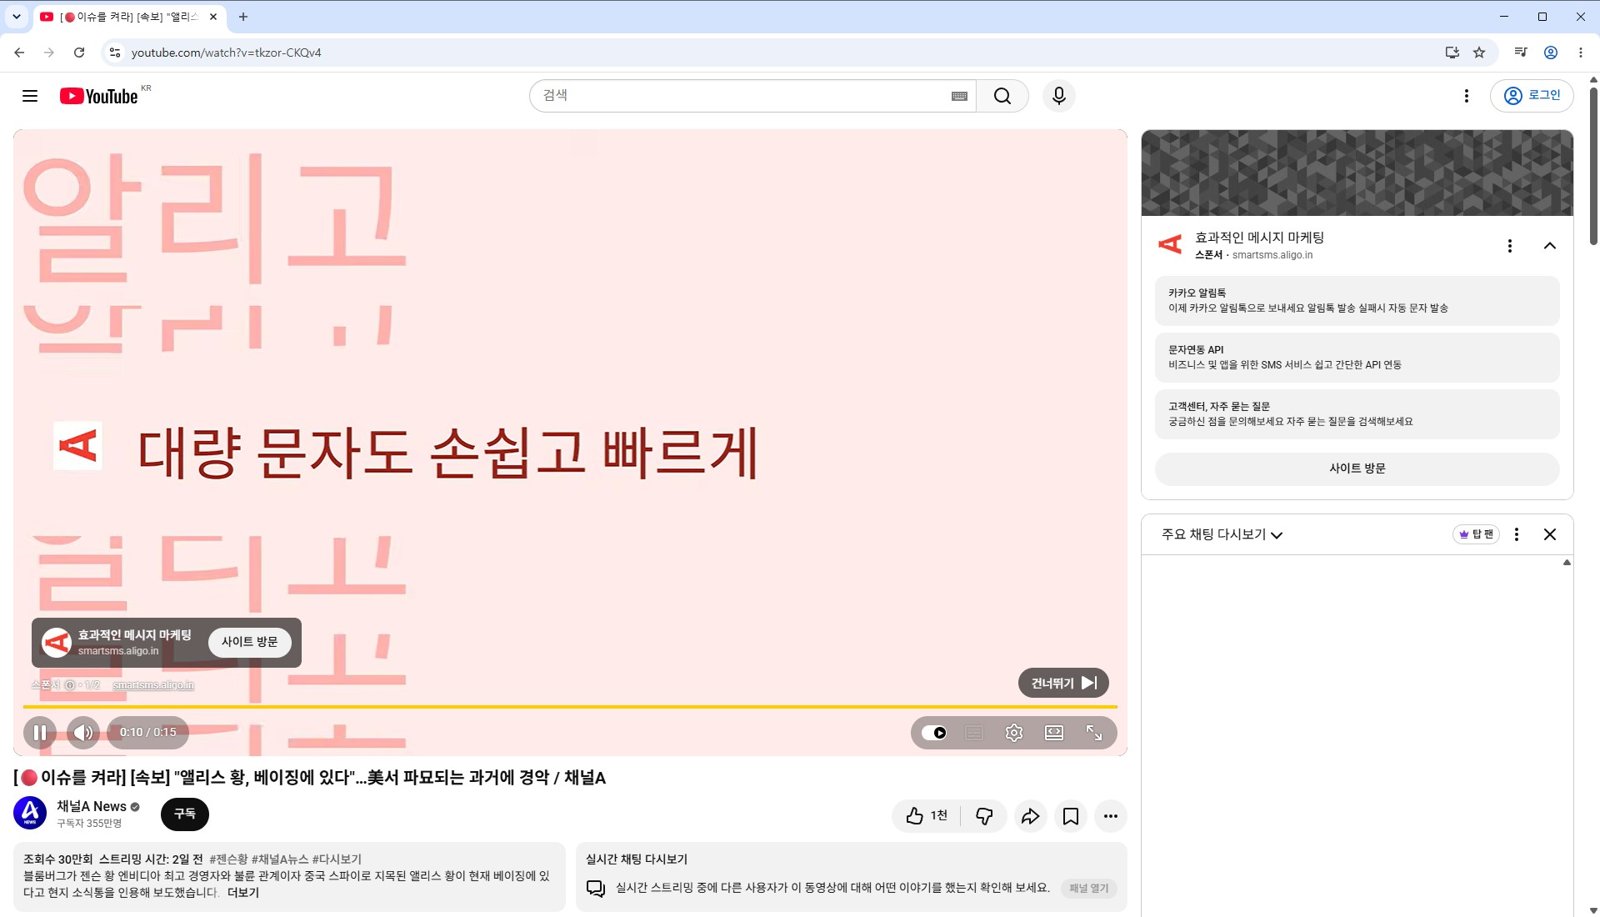 [🔴이슈를 켜라] [속보] "앨리스
youtube.com/watch?v=tkzor-CKQv4
YouTube KR
검색
로그인
알리고
대량 문자도 손쉽고 빠르게
효과적인 메시지 마케팅
smartsms.aligo.in
사이트 방문
스폰서 · 1/2 smartsms.aligo.in
건너뛰기
0:10 / 0:15
효과적인 메시지 마케팅
스폰서 · smartsms.aligo.in
카카오 알림톡
이제 카카오 알림톡으로 보내세요 알림톡 발송 실패시 자동 문자 발송
문자연동 API
비즈니스 및 앱을 위한 SMS 서비스 쉽고 간단한 API 연동
고객센터, 자주 묻는 질문
궁금하신 점을 문의해보세요 자주 묻는 질문을 검색해보세요
사이트 방문
주요 채팅 다시보기
탑 팬
[🔴이슈를 켜라] [속보] "앨리스 황, 베이징에 있다"…美서 파묘되는 과거에 경악 / 채널A
채널A News
구독자 355만명
구독
1천
조회수 30만회 스트리밍 시간: 2일 전 #젠슨황 #채널A뉴스 #다시보기
블룸버그가 젠슨 황 엔비디아 최고 경영자와 불륜 관계이자 중국 스파이로 지목된 앨리스 황이 현재 베이징에 있
다고 현지 소식통을 인용해 보도했습니다. 더보기
실시간 채팅 다시보기
실시간 스트리밍 중에 다른 사용자가 이 동영상에 대해 어떤 이야기를 했는지 확인해 보세요.
패널 열기